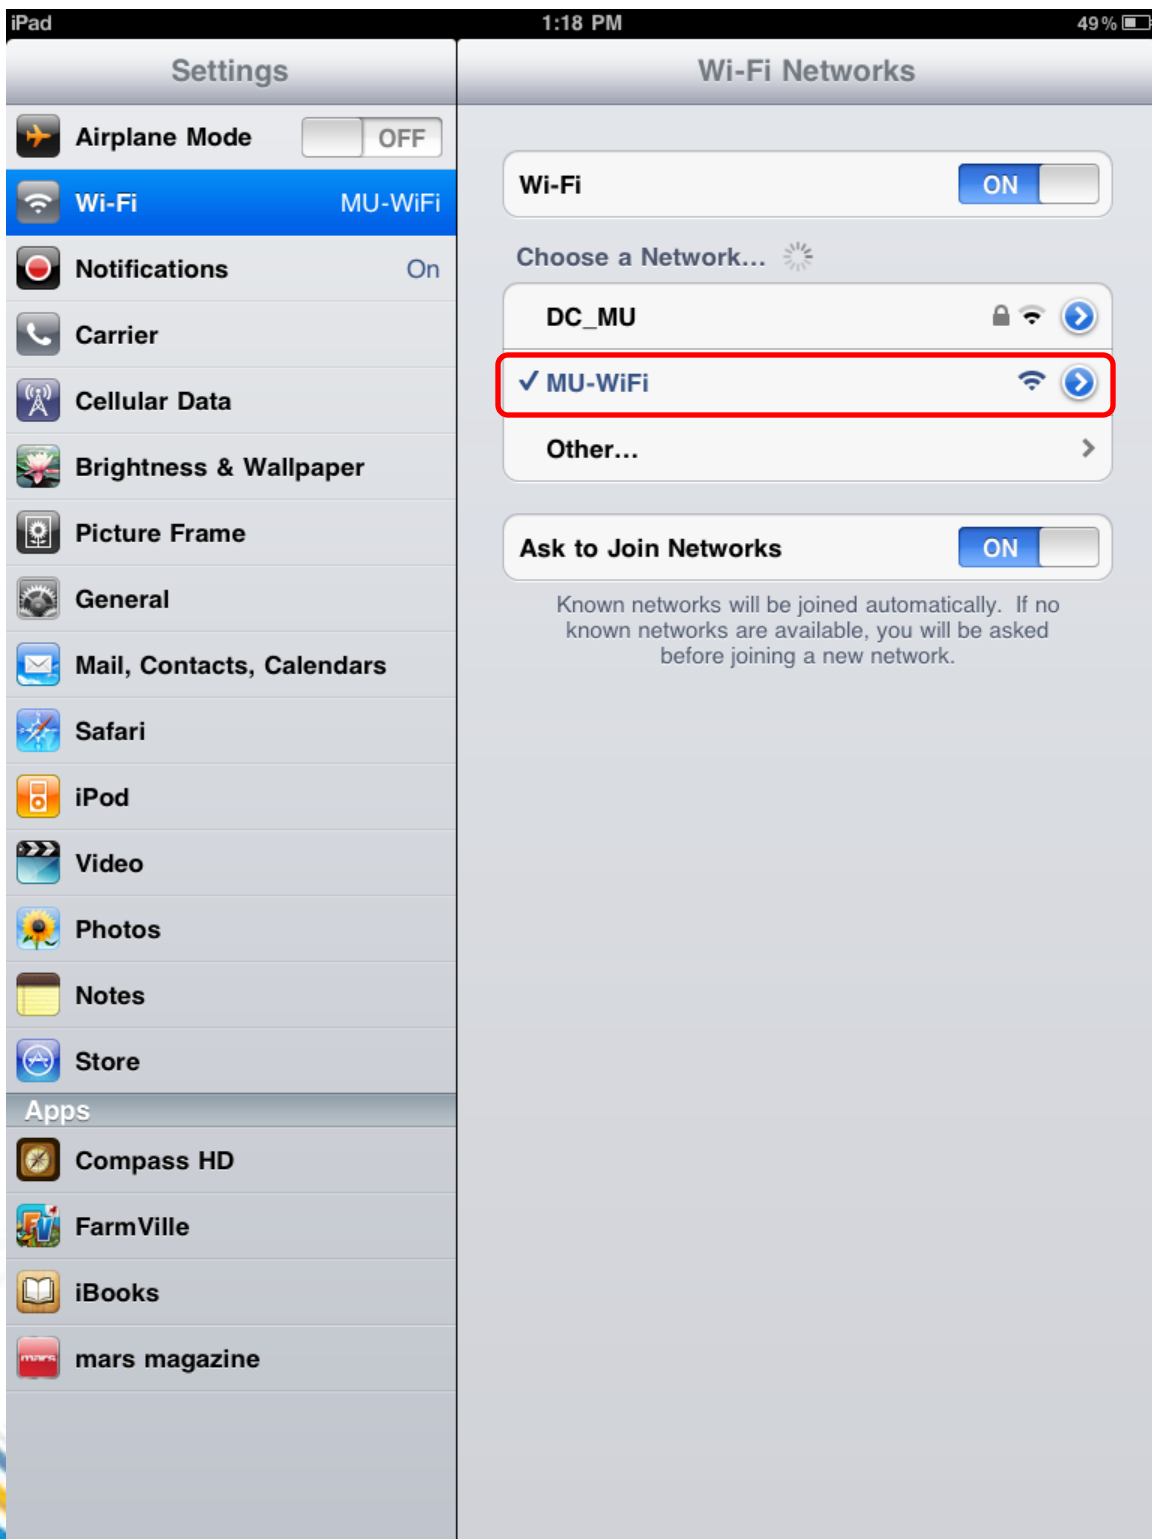 iPad 1:18 PM 49%
Settings
Airplane Mode OFF
Wi-Fi MU-WiFi
Notifications On
Carrier
Cellular Data
Brightness & Wallpaper
Picture Frame
General
Mail, Contacts, Calendars
Safari
iPod
Video
Photos
Notes
Store
Apps
Compass HD
FarmVille
iBooks
mars mars magazine
Wi-Fi Networks
Wi-Fi ON
Choose a Network...
DC_MU
✓ MU-WiFi
Other...
Ask to Join Networks ON
Known networks will be joined automatically. If no
known networks are available, you will be asked
before joining a new network.